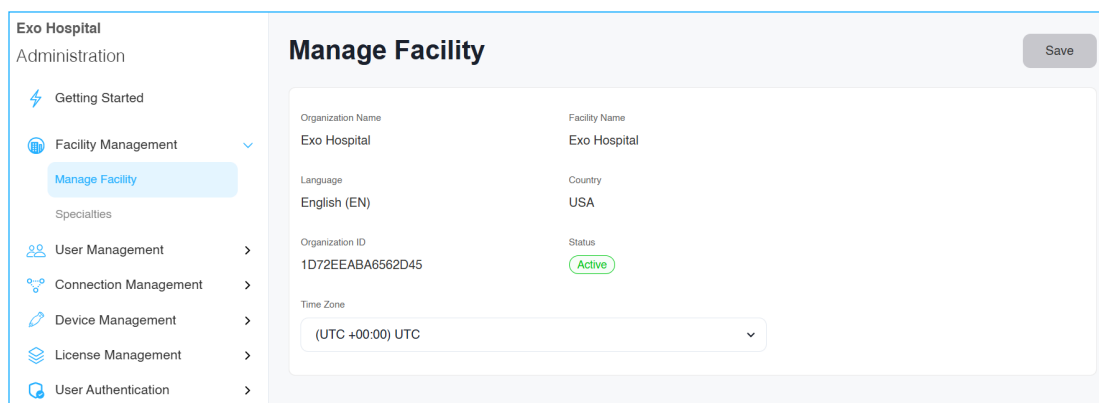 Exo Hospital
Administration
Getting Started
Facility Management
Manage Facility
Specialties
User Management
Connection Management
Device Management
License Management
User Authentication
Manage Facility
Save
Organization Name
Facility Name
Exo Hospital
Exo Hospital
Language
Country
English (EN)
USA
Organization ID
Status
1D72EEABA6562D45
Active
Time Zone
(UTC +00:00) UTC